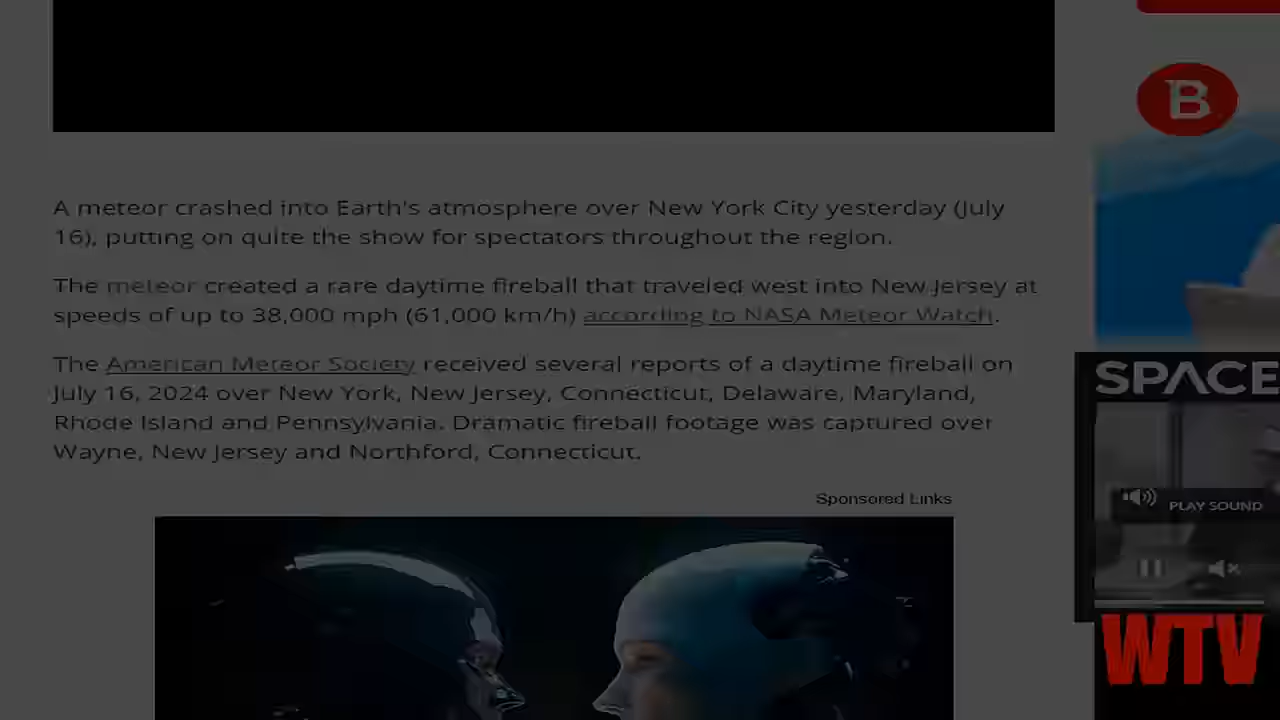 B
A meteor crashed into Earth's atmosphere over New York City yesterday (July
16), putting on quite the show for spectators throughout the region.
The meteor created a rare daytime fireball that traveled west into New Jersey at
speeds of up to 38,000 mph (61,000 km/h) according to NASA Meteor Watch.
The American Meteor Society received several reports of a daytime fireball on
July 16, 2024 over New York, New Jersey, Connecticut, Delaware, Maryland,
Rhode Island and Pennsylvania. Dramatic fireball footage was captured over
Wayne, New Jersey and Northford, Connecticut.
SPACE
Sponsored Links
PLAY SOUND
WTV